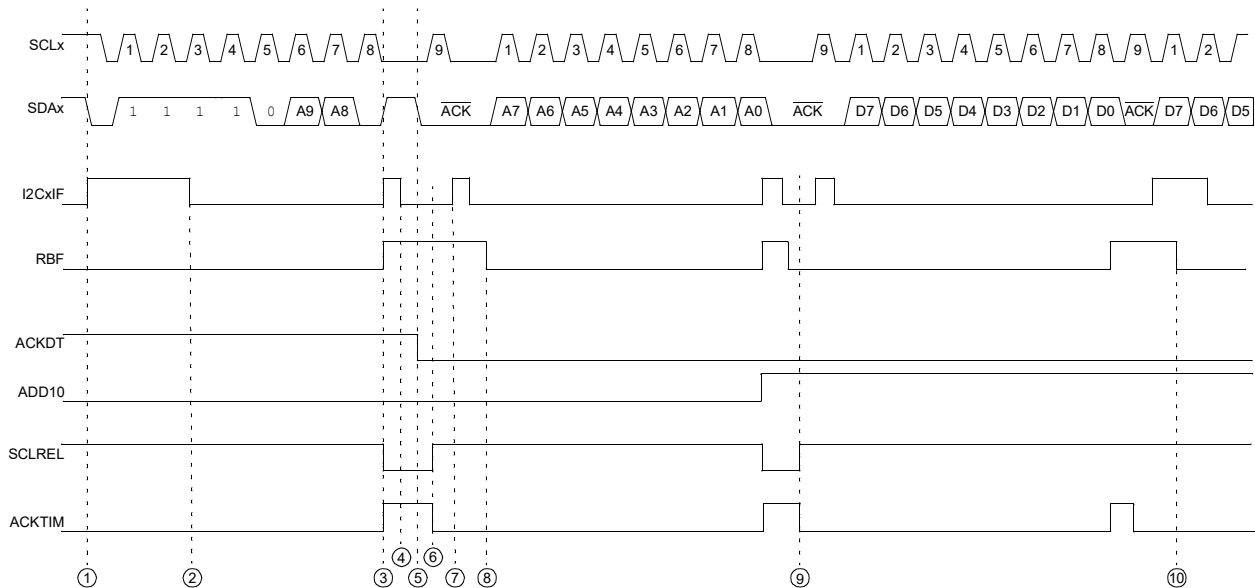 SCLx 1 2 3 4 5 6 7 8 9 1 2 3 4 5 6 7 8 9 1 2 3 4 5 6 7 8 9 1 2
SDAx 1 1 1 1 0 A9 A8 ACK A7 A6 A5 A4 A3 A2 A1 A0 ACK D7 D6 D5 D4 D3 D2 D1 D0 ACK D7 D6 D5
I2CxIF
RBF
ACKDT
ADD10
SCLREL
ACKTIM
4 6
1 2 3 5 7 8 9 10